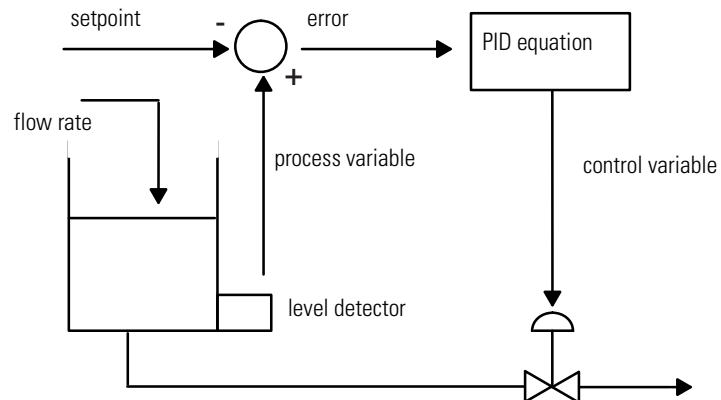 setpoint
-
error
PID equation
+
flow rate
process variable
control variable
level detector